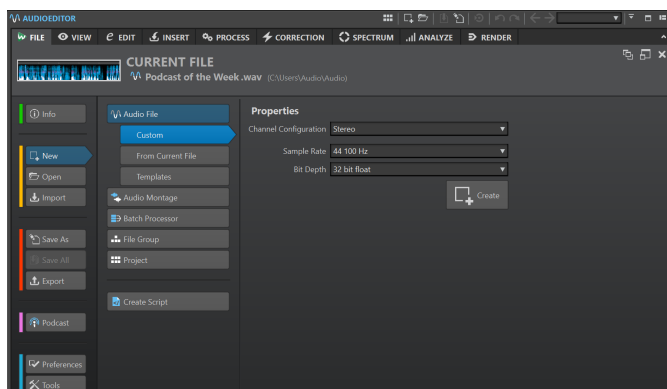 AUDIOEDITOR
FILE VIEW EDIT INSERT PROCESS CORRECTION SPECTRUM ANALYZE RENDER
CURRENT FILE
Podcast of the Week.wav (C:\Users\Audio\Audio)
Info
New
Open
Import
Save As
Save All
Export
Podcast
Preferences
Tools
Audio File
Custom
From Current File
Templates
Audio Montage
Batch Processor
File Group
Project
Create Script
Properties
Channel Configuration Stereo
Sample Rate 44 100 Hz
Bit Depth 32 bit float
Create